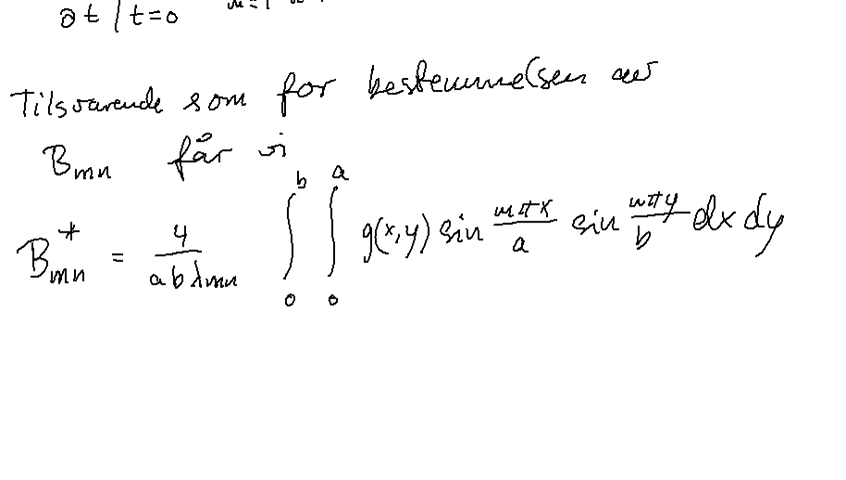 ∂t | t=0
Tilsvarende som for bestemmelsen av
Bmn får vi
B*mn = 4/(abλmn) ∫₀ᵇ ∫₀ᵃ g(x,y) sin mπx/a sin nπy/b dx dy